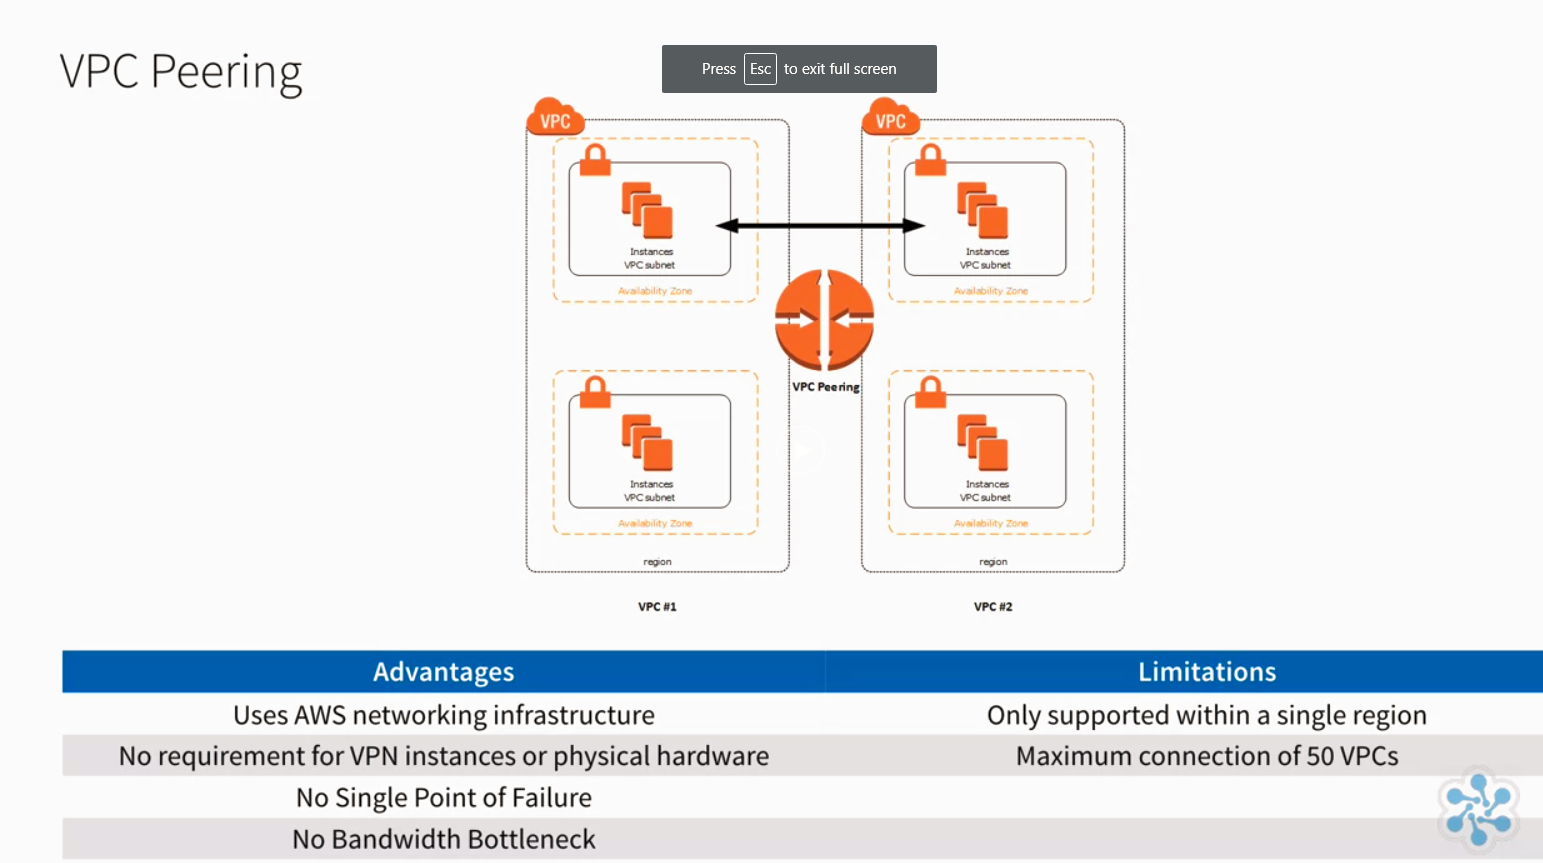 VPC Peering
Press Esc to exit full screen
VPC
VPC
Instances
VPC subnet
Availability Zone
Instances
VPC subnet
Availability Zone
VPC Peering
Instances
VPC subnet
Availability Zone
region
Instances
VPC subnet
Availability Zone
region
VPC #1
VPC #2
Advantages
Limitations
Uses AWS networking infrastructure
Only supported within a single region
No requirement for VPN instances or physical hardware
Maximum connection of 50 VPCs
No Single Point of Failure
No Bandwidth Bottleneck